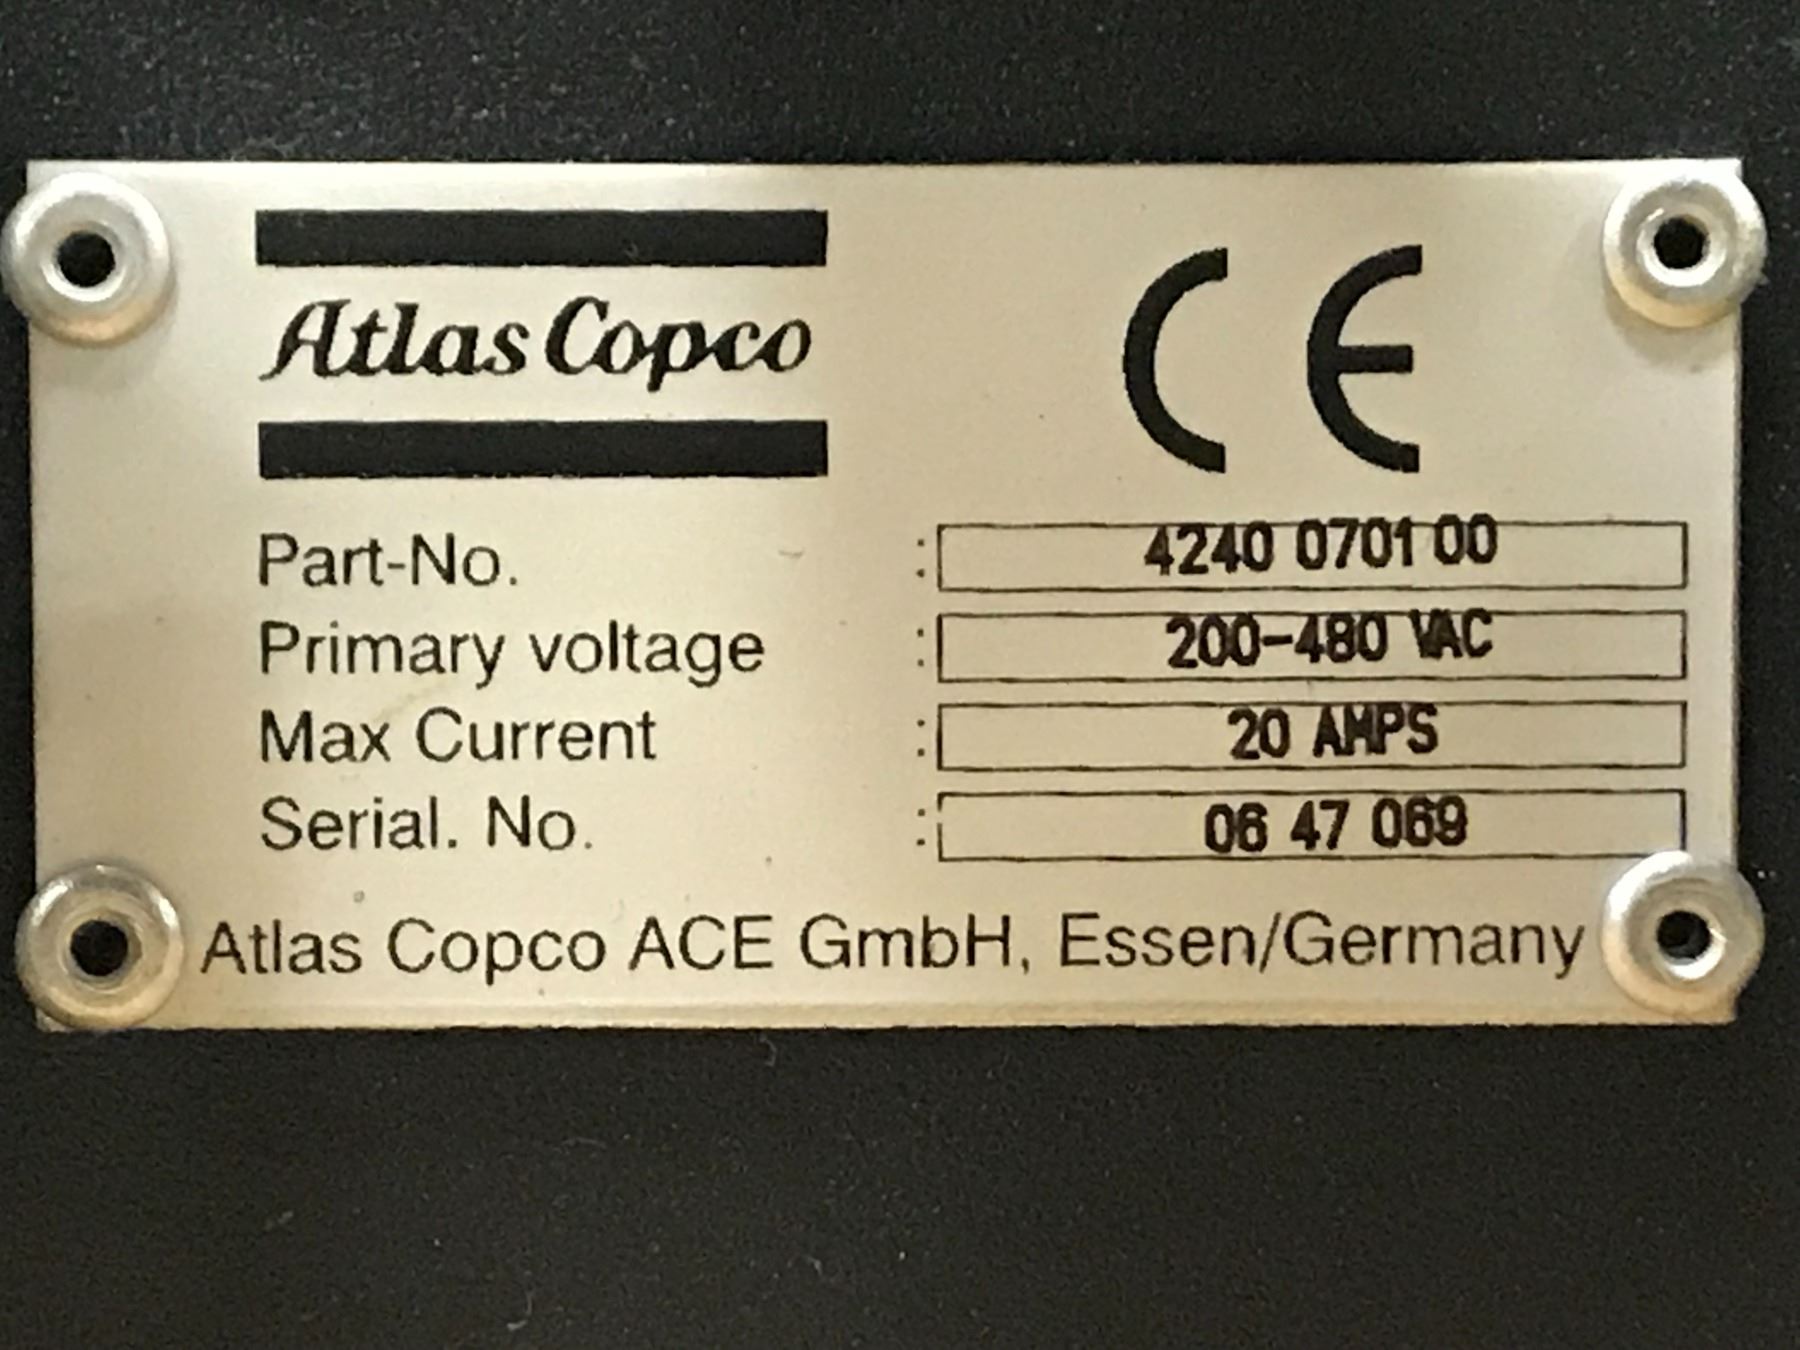 Atlas Copco
CE
Part-No. : 4240 0701 00
Primary voltage : 200-480 VAC
Max Current : 20 AMPS
Serial. No. : 06 47 069
Atlas Copco ACE GmbH, Essen/Germany